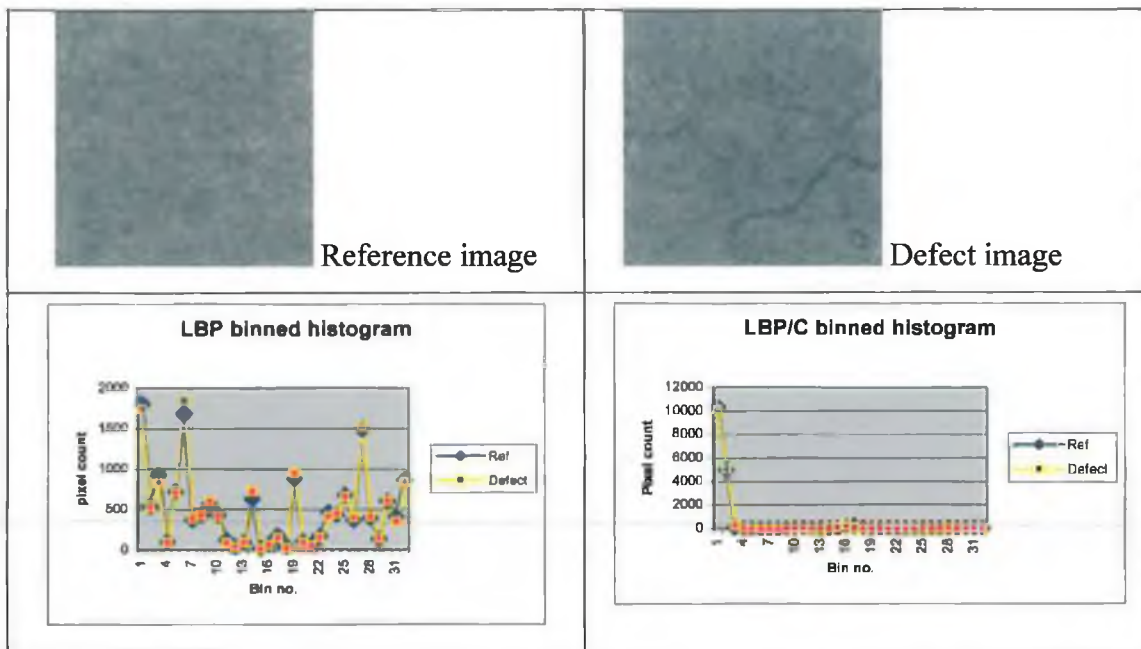 Reference image
Defect image
LBP binned histogram
2000
1500
1000
500
0
pixel count
1 4 7 10 13 16 19 22 25 28 31
Bin no.
Ref
Defect
LBP/C binned histogram
12000
10000
8000
6000
4000
2000
0
Pixel count
1 4 7 10 13 16 19 22 25 28 31
Bin no.
Ref
Defect